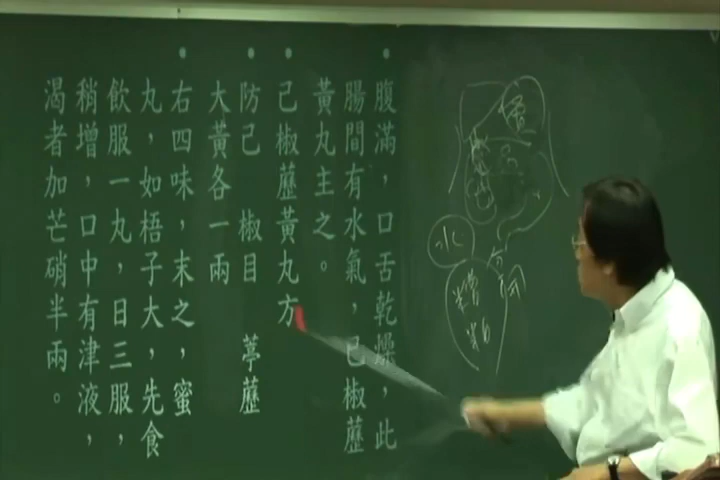 腹滿，口舌乾燥，此
腸間有水氣，已椒藶
黃丸主之。
己椒藶黃丸方
防己 椒目 葶藶
大黃各一兩
右四味，末之，蜜
丸，如梧子大，先食
飲服一丸，日三服，
稍增，口中有津液，
渴者加芒硝半兩。
水